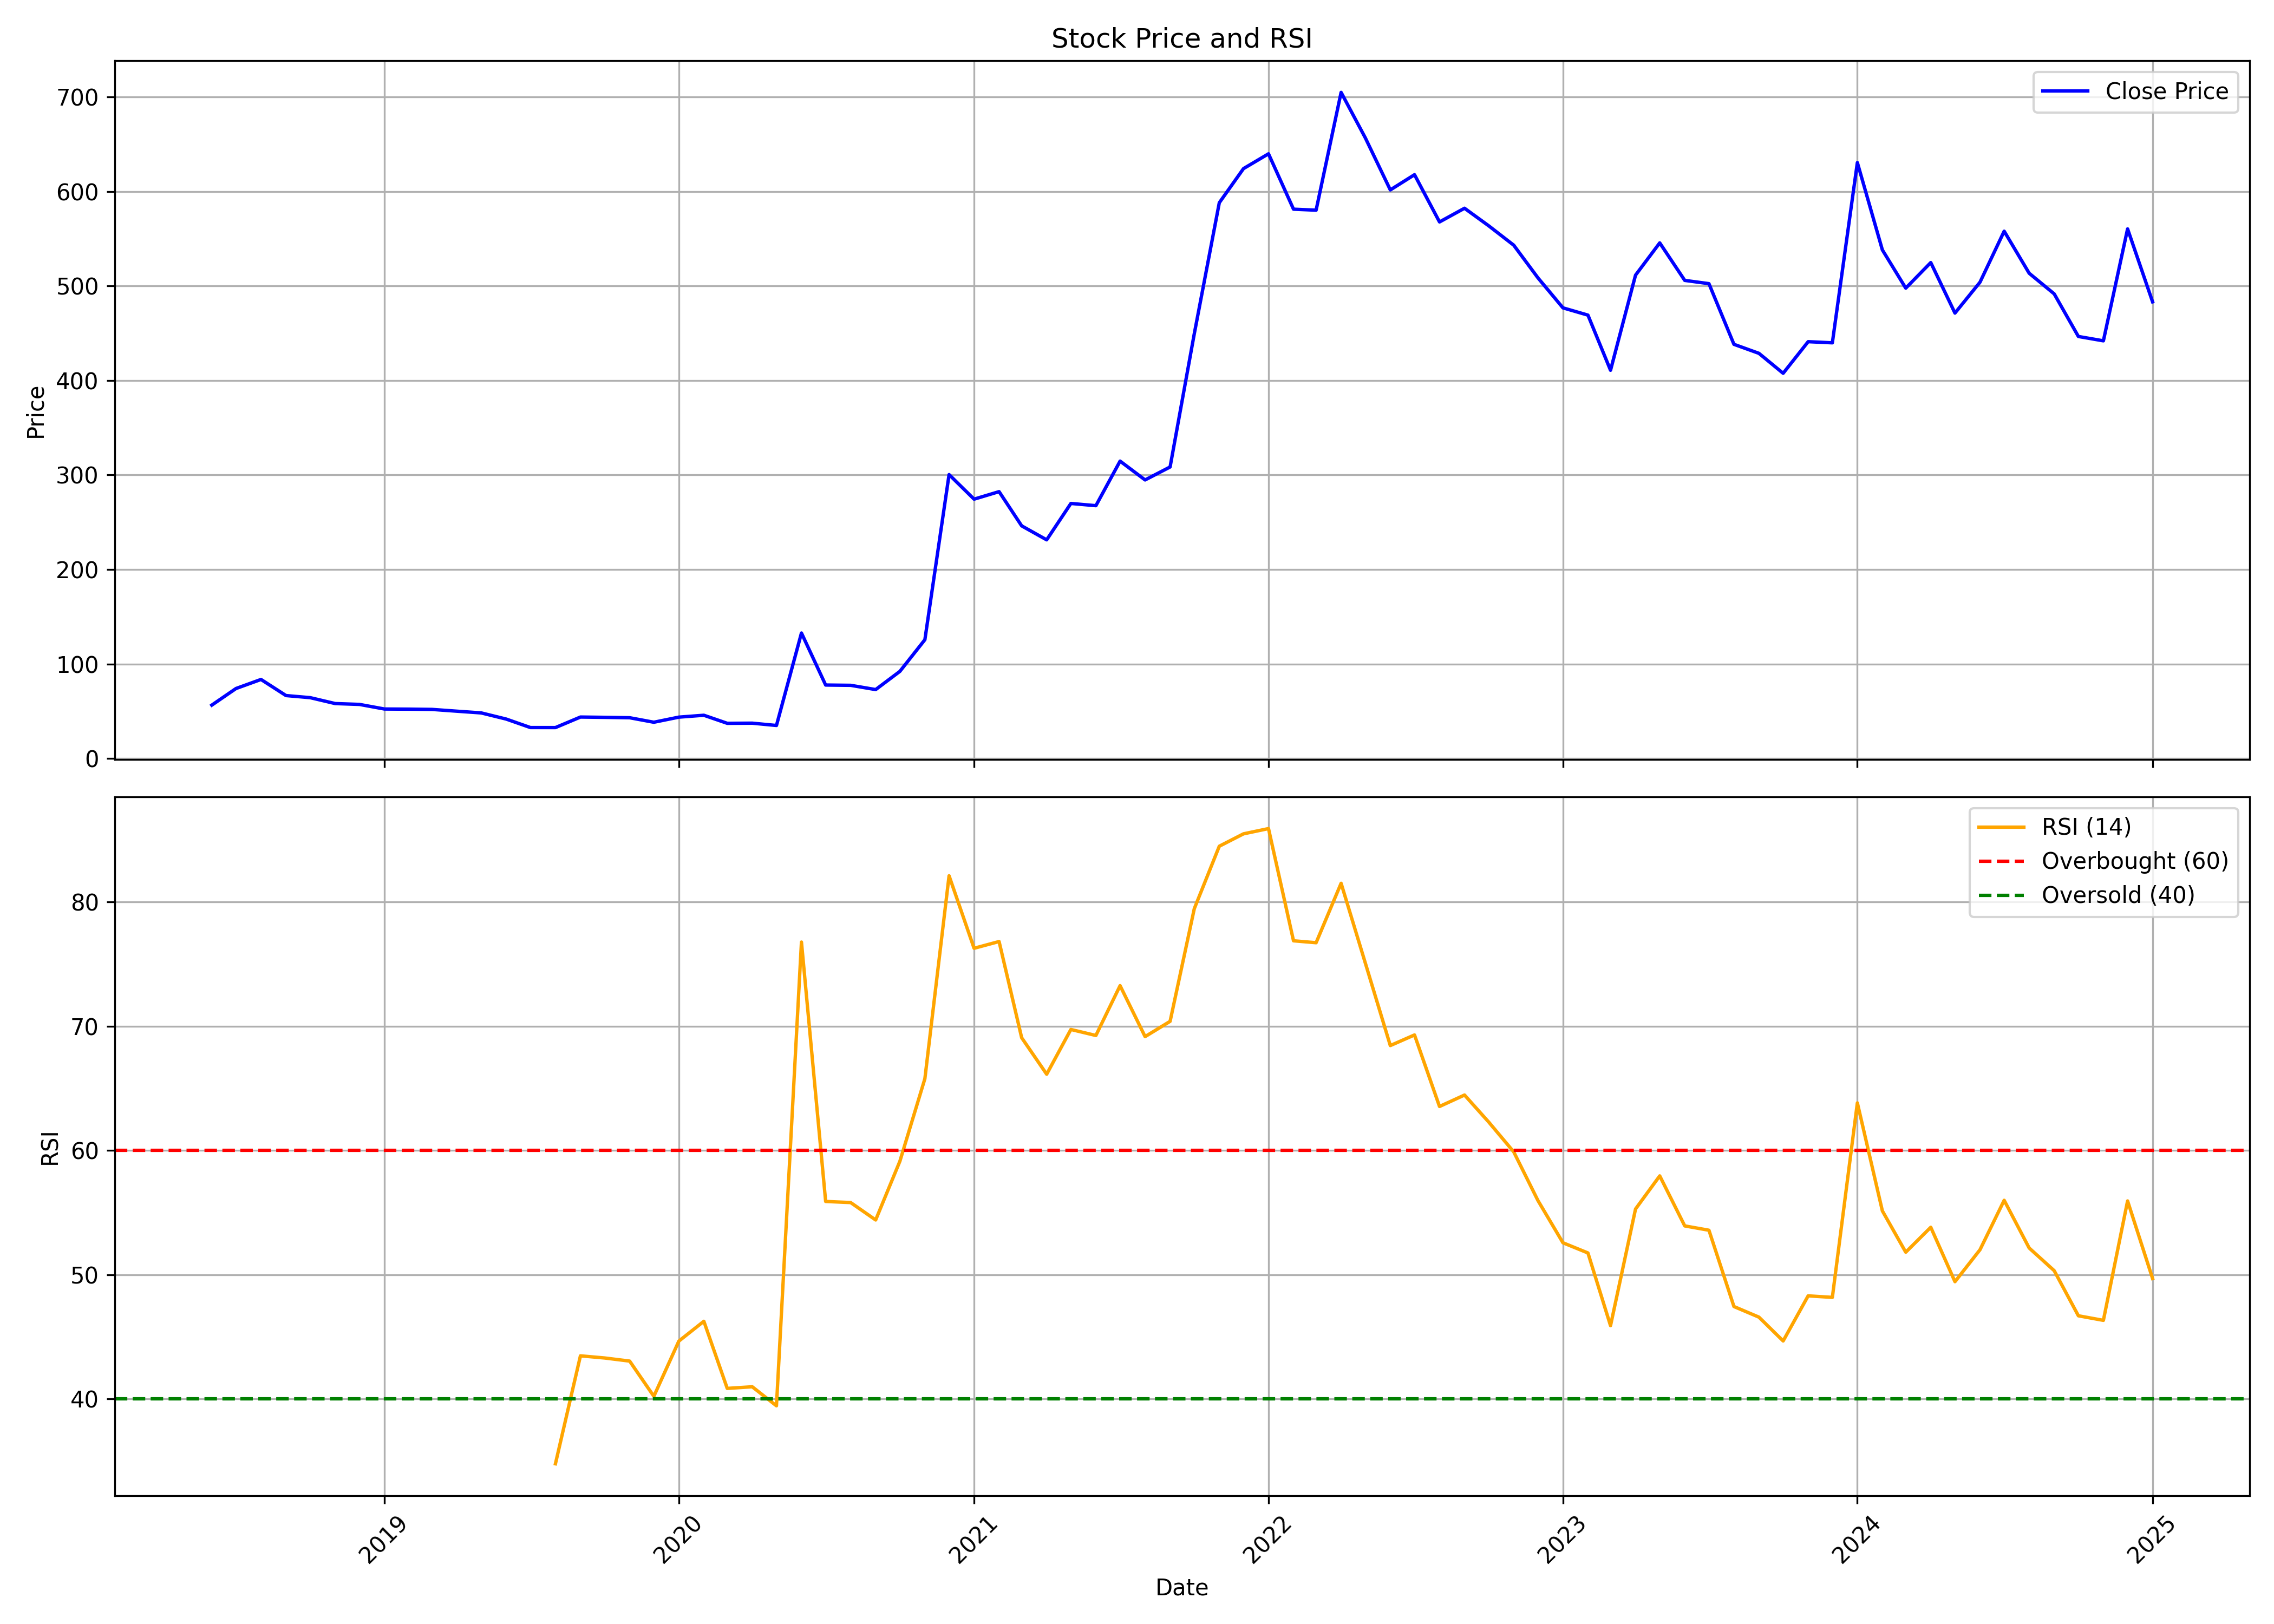 Stock Price and RSI
Close Price
700
600
500
400
300
200
100
0
Price
RSI (14)
Overbought (60)
Oversold (40)
80
70
60
50
40
RSI
2019
2020
2021
2022
2023
2024
2025
Date